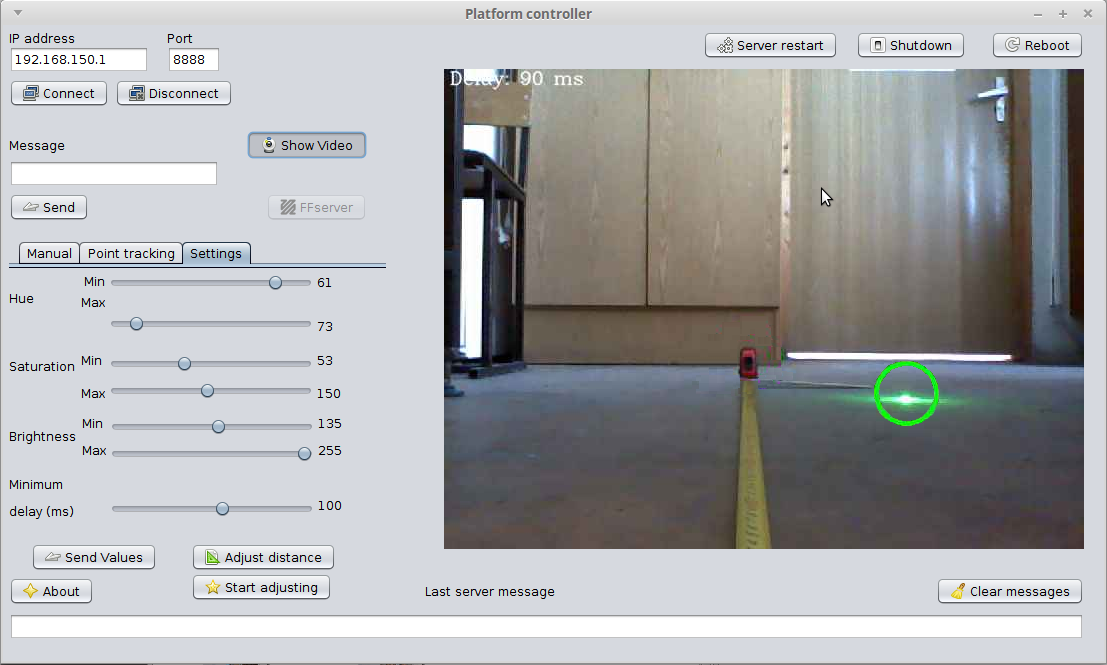 Platform controller
IP address Port
192.168.150.1 8888
Server restart Shutdown Reboot
Connect Disconnect
Delay: 90 ms
Message Show Video
Send FFserver
Manual Point tracking Settings
Hue Min 61
Max 73
Saturation Min 53
Max 150
Brightness Min 135
Max 255
Minimum
delay (ms) 100
Send Values Adjust distance
About Start adjusting Last server message Clear messages